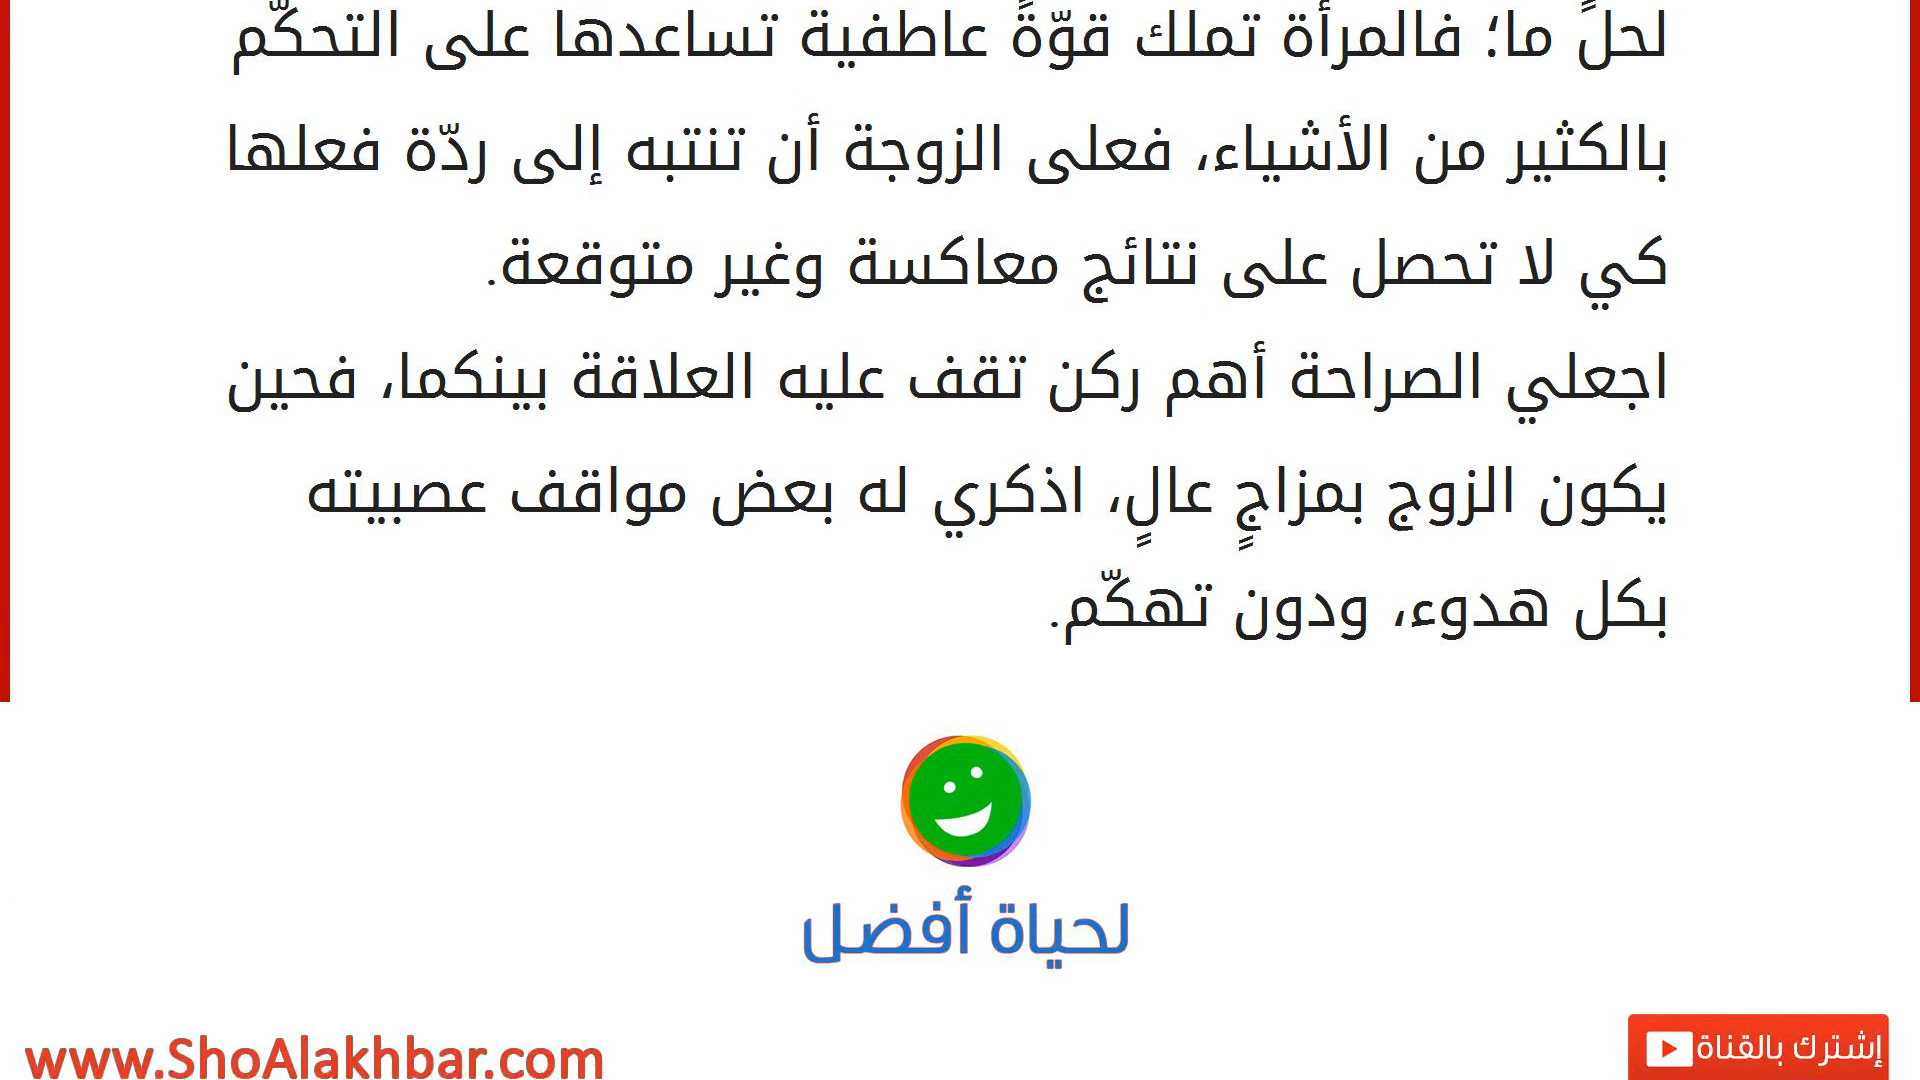 لحلٍ ما؛ فالمرأة تملك قوّةً عاطفية تساعدها على التحكّم
بالكثير من الأشياء، فعلى الزوجة أن تنتبه إلى ردّة فعلها
كي لا تحصل على نتائج معاكسة وغير متوقعة.
اجعلي الصراحة أهم ركن تقف عليه العلاقة بينكما، فحين
يكون الزوج بمزاجٍ عالٍ، اذكري له بعض مواقف عصبيته
بكل هدوء، ودون تهكّم.
لحياة أفضل
www.ShoAlakhbar.com
إشترك بالقناة